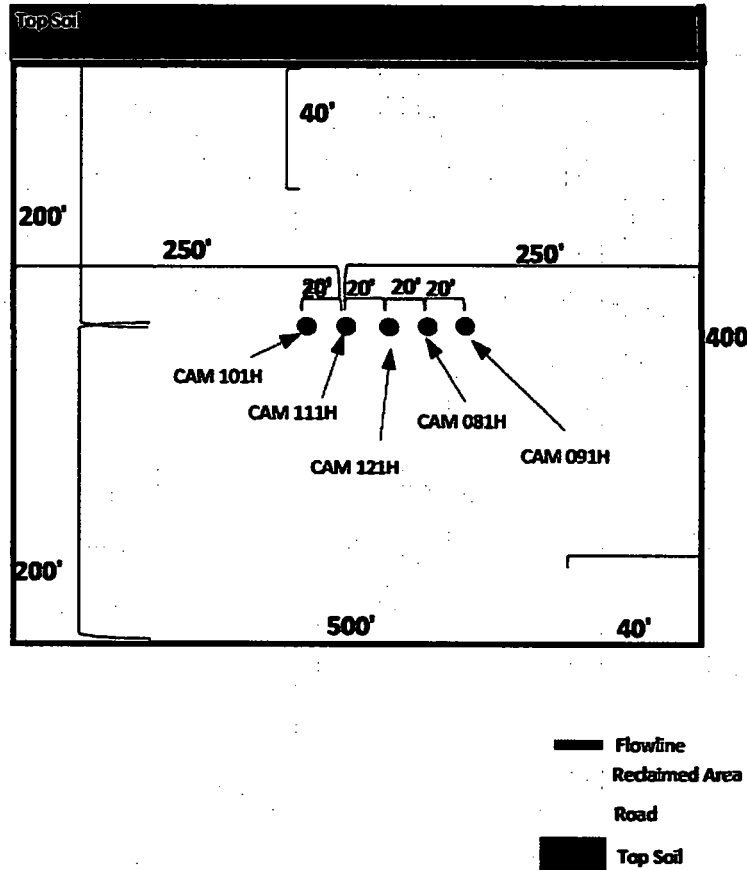 Top Soil
40'
200'
250' 250'
20' 20' 20' 20'
400
CAM 101H
CAM 111H
CAM 081H
CAM 121H
CAM 091H
200'
500'
40'
Flowline
Reclaimed Area
Road
Top Soil